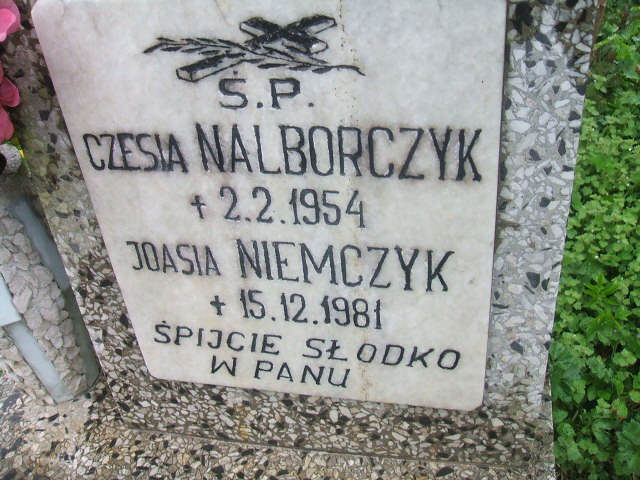 Ś.P.
CZESIA NALBORCZYK
† 2.2.1954
JOASIA NIEMCZYK
† 15.12.1981
ŚPIJCIE SŁODKO
W PANU